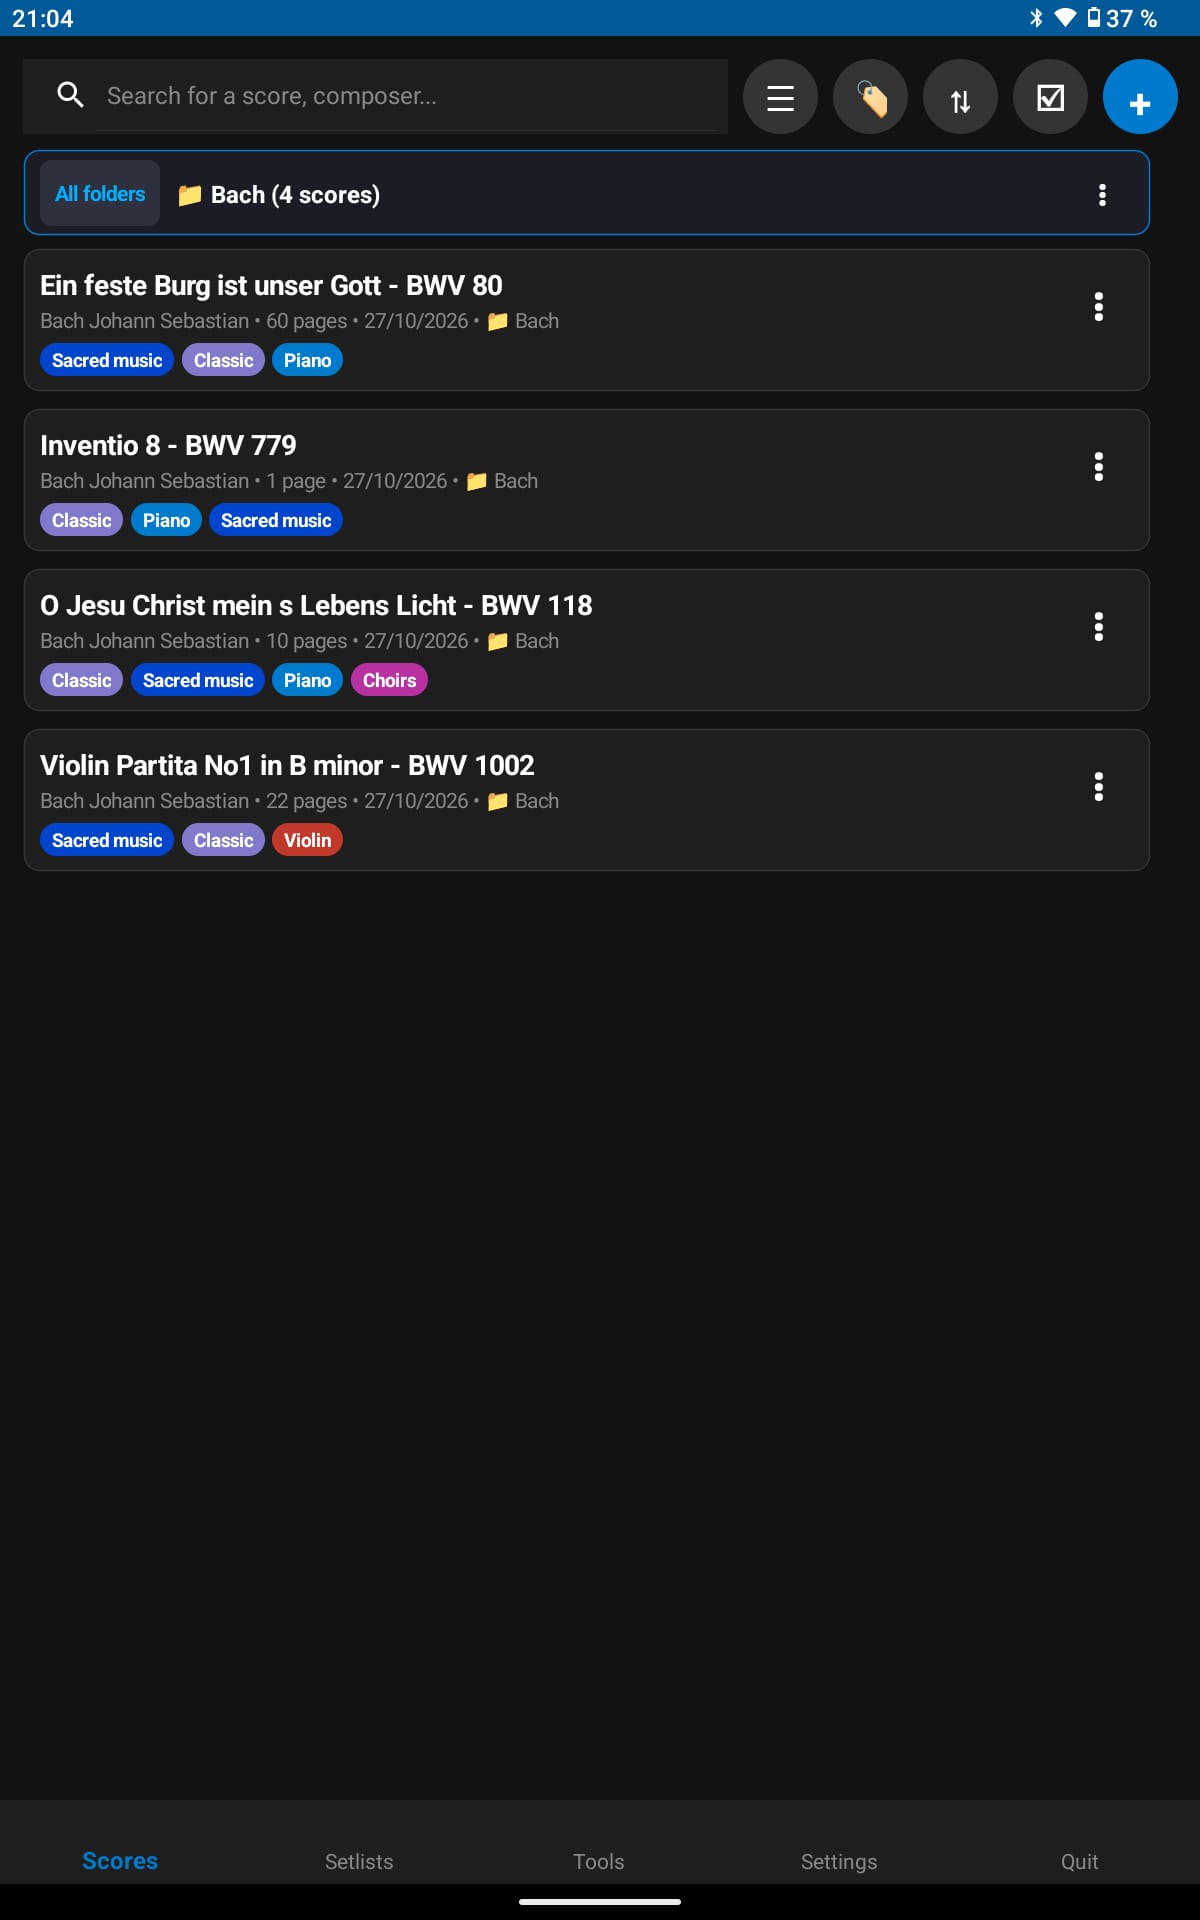 21:04
37 %
Search for a score, composer...
All folders
Bach (4 scores)
Ein feste Burg ist unser Gott - BWV 80
Bach Johann Sebastian • 60 pages • 27/10/2026 • Bach
Sacred music Classic Piano
Inventio 8 - BWV 779
Bach Johann Sebastian • 1 page • 27/10/2026 • Bach
Classic Piano Sacred music
O Jesu Christ mein s Lebens Licht - BWV 118
Bach Johann Sebastian • 10 pages • 27/10/2026 • Bach
Classic Sacred music Piano Choirs
Violin Partita No1 in B minor - BWV 1002
Bach Johann Sebastian • 22 pages • 27/10/2026 • Bach
Sacred music Classic Violin
Scores Setlists Tools Settings Quit